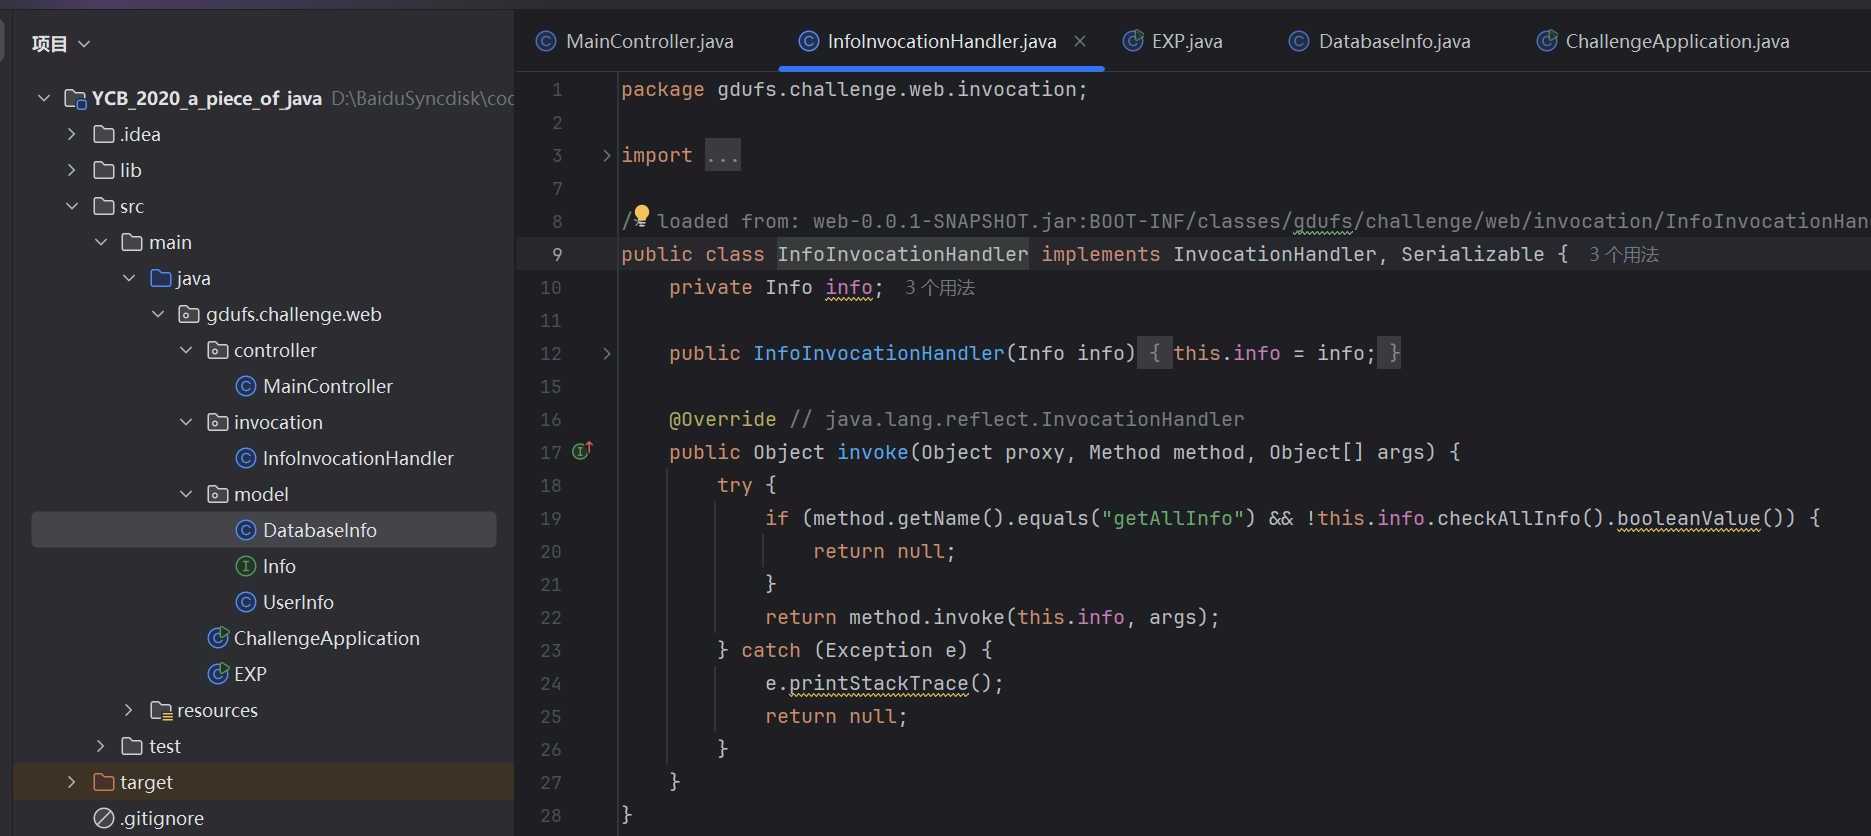 项目
YCB_2020_a_piece_of_java D:\BaiduSyncdisk\coc
.idea
lib
src
main
java
gdufs.challenge.web
controller
MainController
invocation
InfoInvocationHandler
model
DatabaseInfo
Info
UserInfo
ChallengeApplication
EXP
resources
test
target
.gitignore
MainController.java InfoInvocationHandler.java EXP.java DatabaseInfo.java ChallengeApplication.java
1 package gdufs.challenge.web.invocation;
2
3 import ...
7
8 /* loaded from: web-0.0.1-SNAPSHOT.jar:BOOT-INF/classes/gdufs/challenge/web/invocation/InfoInvocationHan
9 public class InfoInvocationHandler implements InvocationHandler, Serializable { 3 个用法
10 private Info info; 3 个用法
11
12 public InfoInvocationHandler(Info info) { this.info = info; }
15
16 @Override // java.lang.reflect.InvocationHandler
17 public Object invoke(Object proxy, Method method, Object[] args) {
18 try {
19 if (method.getName().equals("getAllInfo") && !this.info.checkAllInfo().booleanValue()) {
20 return null;
21 }
22 return method.invoke(this.info, args);
23 } catch (Exception e) {
24 e.printStackTrace();
25 return null;
26 }
27 }
28 }